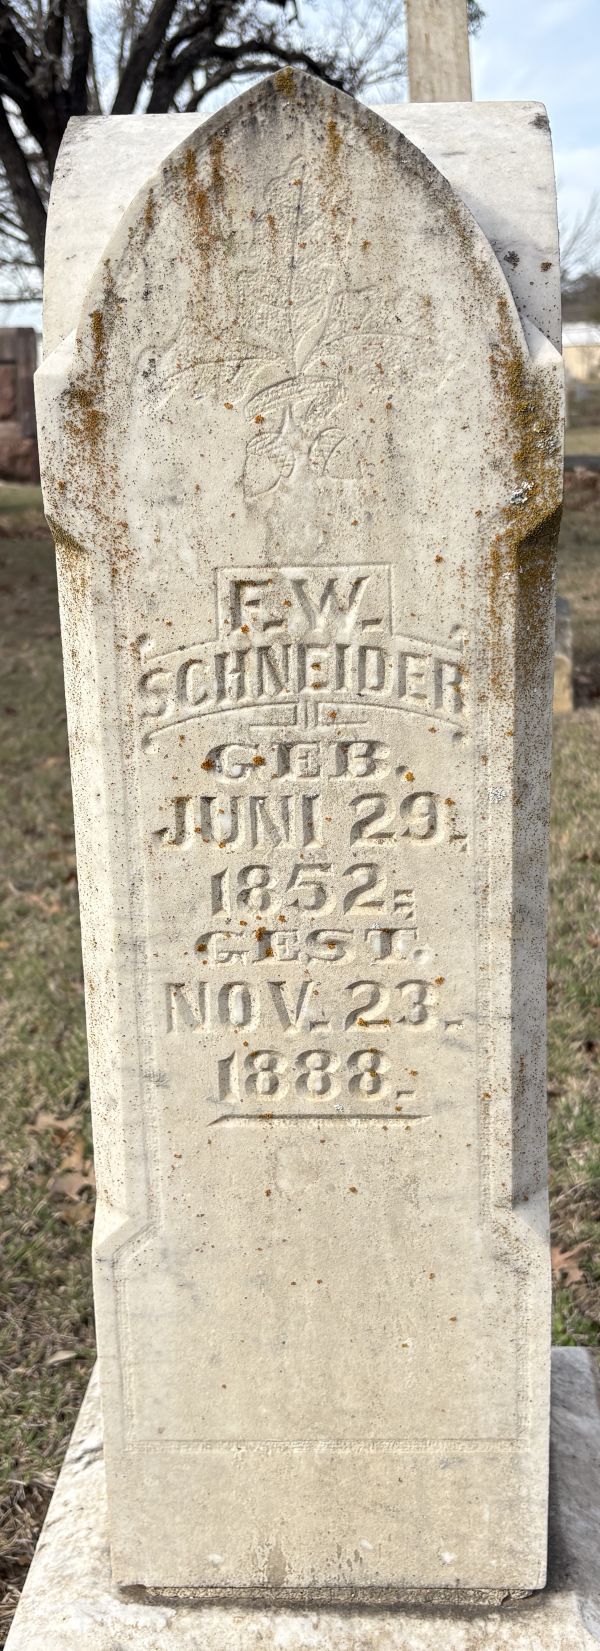 F. W.
SCHNEIDER
GEB.
JUNI 29.
1852.
GEST.
NOV. 23.
1888.